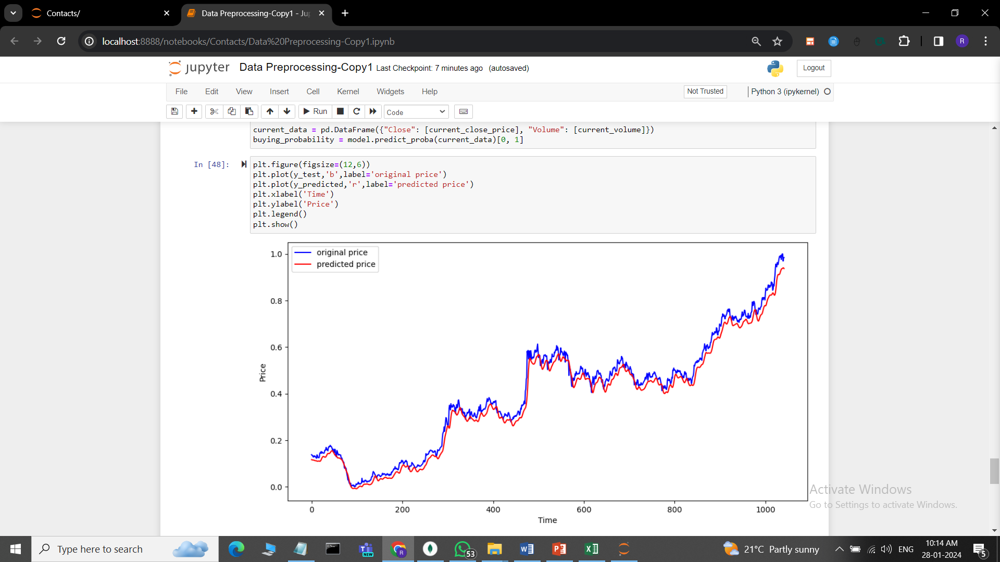 Contacts/
Data Preprocessing-Copy1 - Ju
localhost:8888/notebooks/Contacts/Data%20Preprocessing-Copy1.ipynb
R
jupyter Data Preprocessing-Copy1 Last Checkpoint: 7 minutes ago (autosaved)
Logout
File Edit View Insert Cell Kernel Widgets Help
Not Trusted Python 3 (ipykernel)
Run Code
current_data = pd.DataFrame({"Close": [current_close_price], "Volume": [current_volume]})
buying_probability = model.predict_proba(current_data)[0, 1]
In [48]:
plt.figure(figsize=(12,6))
plt.plot(y_test,'b',label='original price')
plt.plot(y_predicted,'r',label='predicted price')
plt.xlabel('Time')
plt.ylabel('Price')
plt.legend()
plt.show()
original price
predicted price
1.0
0.8
0.6
0.4
0.2
0.0
Price
0 200 400 600 800 1000
Time
Activate Windows
Go to Settings to activate Windows.
Type here to search
NEW
R
53
21°C Partly sunny
ENG
10:14 AM
28-01-2024
5